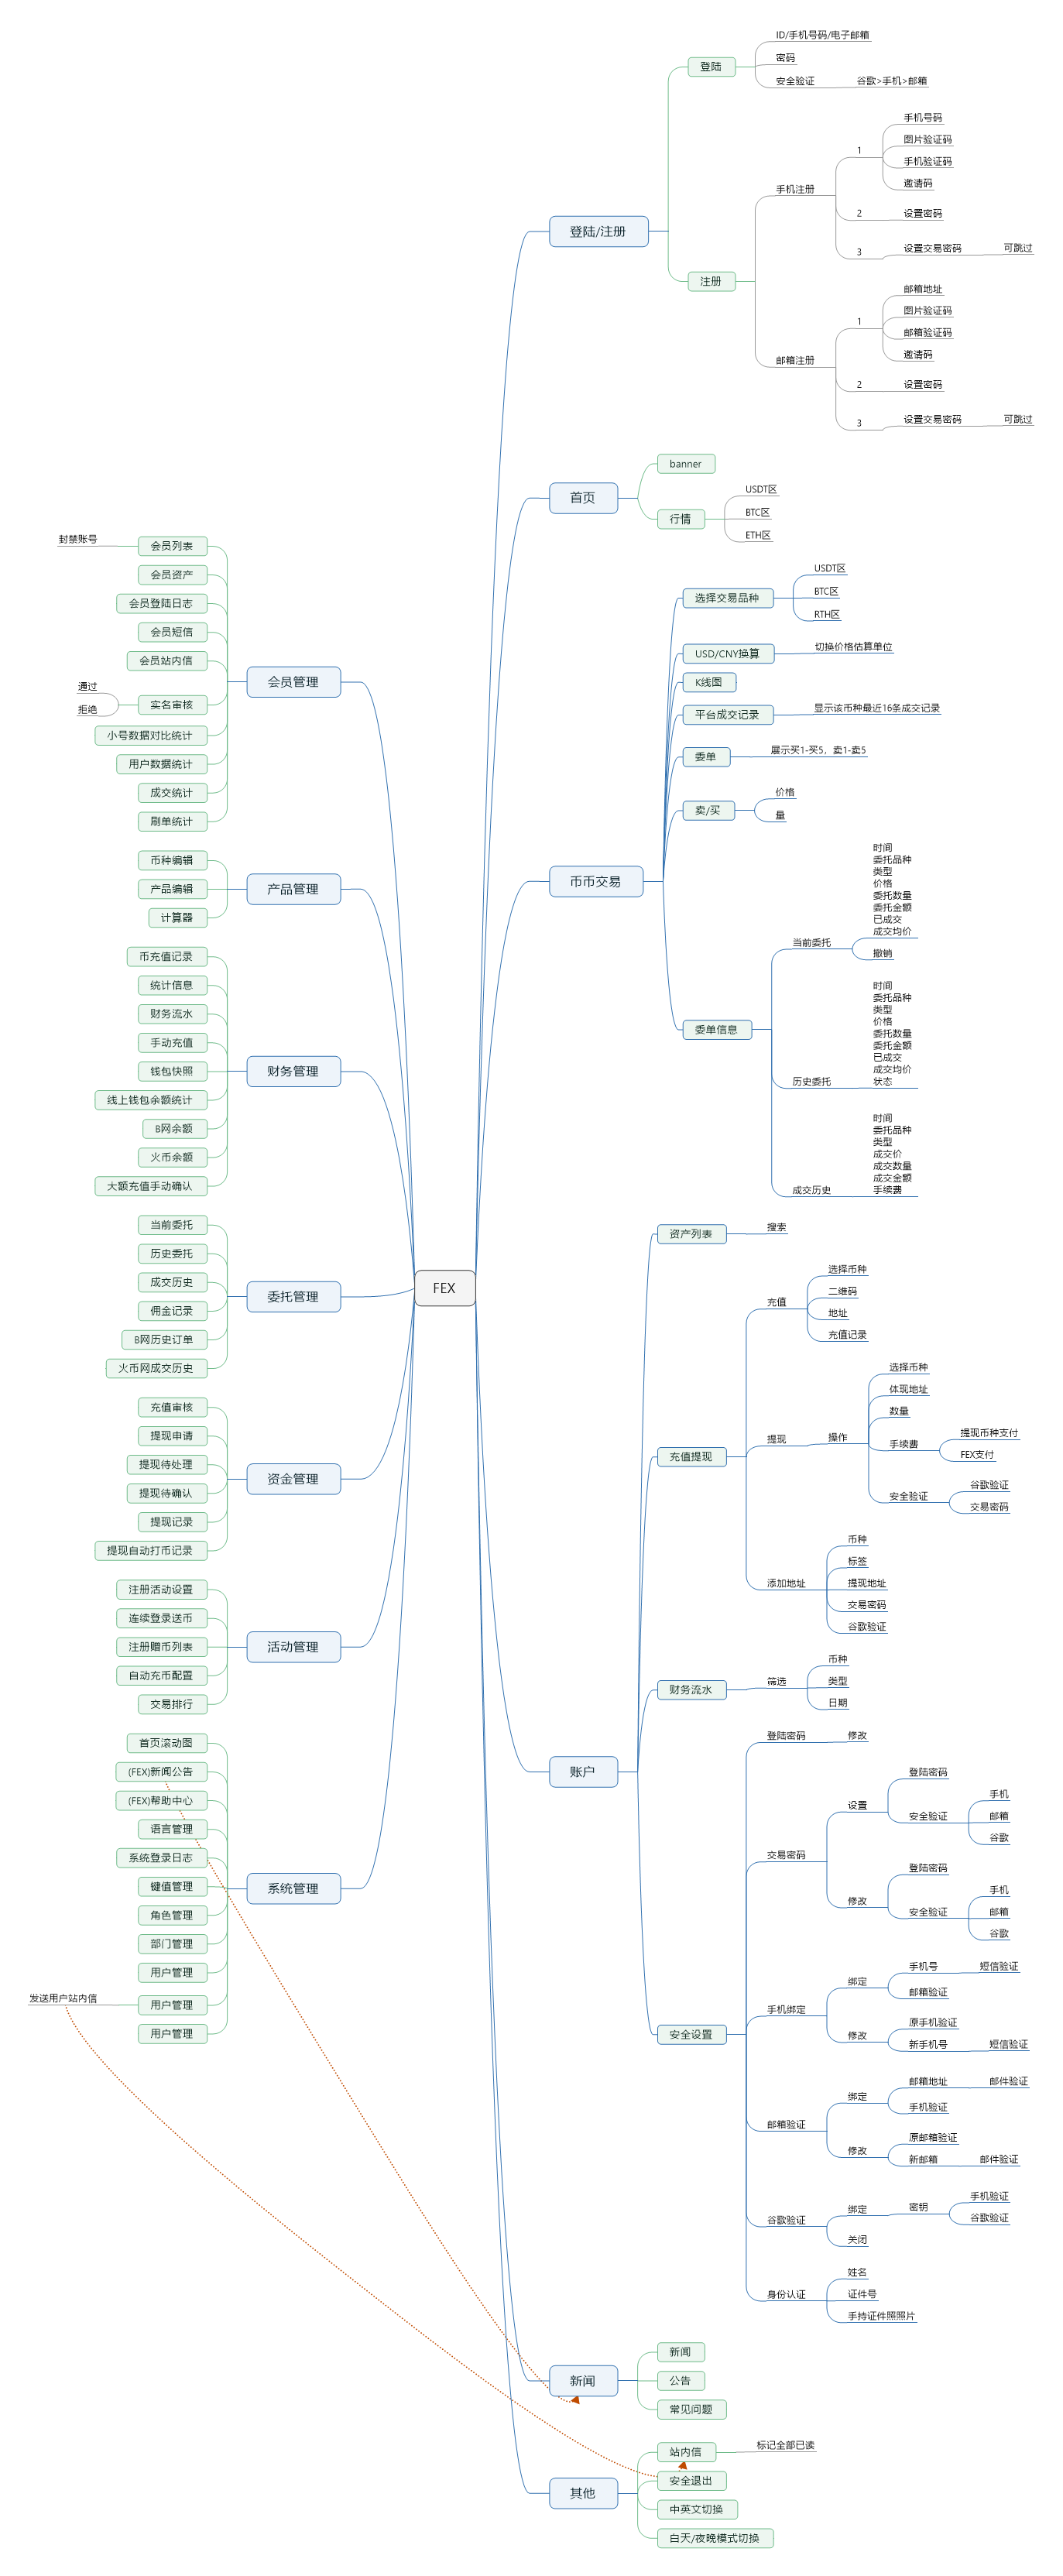 FEX
登陆/注册
登陆
ID/手机号码/电子邮箱
密码
安全验证
谷歌>手机>邮箱
注册
手机注册
1
手机号码
图片验证码
手机验证码
邀请码
2
设置密码
3
设置交易密码
可跳过
邮箱注册
1
邮箱地址
图片验证码
邮箱验证码
邀请码
2
设置密码
3
设置交易密码
可跳过
首页
banner
行情
USDT区
BTC区
ETH区
币币交易
选择交易品种
USDT区
BTC区
RTH区
USD/CNY换算
切换价格估算单位
K线图
平台成交记录
显示该币种最近16条成交记录
委单
展示买1-买5，卖1-卖5
卖/买
价格
量
委单信息
当前委托
时间
委托品种
类型
价格
委托数量
委托金额
已成交
成交均价
撤销
历史委托
时间
委托品种
类型
价格
委托数量
委托金额
已成交
成交均价
状态
成交历史
时间
委托品种
类型
成交价
成交数量
成交金额
手续费
账户
资产列表
搜索
充值提现
充值
选择币种
二维码
地址
充值记录
提现
操作
选择币种
体现地址
数量
手续费
提现币种支付
FEX支付
安全验证
谷歌验证
交易密码
添加地址
币种
标签
提现地址
交易密码
谷歌验证
财务流水
筛选
币种
类型
日期
安全设置
登陆密码
修改
交易密码
设置
登陆密码
安全验证
手机
邮箱
谷歌
修改
登陆密码
安全验证
手机
邮箱
谷歌
手机绑定
绑定
手机号
短信验证
邮箱验证
修改
原手机验证
新手机号
短信验证
邮箱验证
绑定
邮箱地址
邮件验证
手机验证
修改
原邮箱验证
新邮箱
邮件验证
谷歌验证
绑定
密钥
手机验证
谷歌验证
关闭
身份认证
姓名
证件号
手持证件照照片
新闻
新闻
公告
常见问题
其他
站内信
标记全部已读
安全退出
中英文切换
白天/夜晚模式切换
会员管理
会员列表
封禁账号
会员资产
会员登陆日志
会员短信
会员站内信
实名审核
通过
拒绝
小号数据对比统计
用户数据统计
成交统计
刷单统计
产品管理
币种编辑
产品编辑
计算器
财务管理
币充值记录
统计信息
财务流水
手动充值
钱包快照
线上钱包余额统计
B网余额
火币余额
大额充值手动确认
委托管理
当前委托
历史委托
成交历史
佣金记录
B网历史订单
火币网成交历史
资金管理
充值审核
提现申请
提现待处理
提现待确认
提现记录
提现自动打币记录
活动管理
注册活动设置
连续登录送币
注册赠币列表
自动充币配置
交易排行
系统管理
首页滚动图
(FEX)新闻公告
(FEX)帮助中心
语言管理
系统登录日志
键值管理
角色管理
部门管理
用户管理
用户管理
发送用户站内信
用户管理